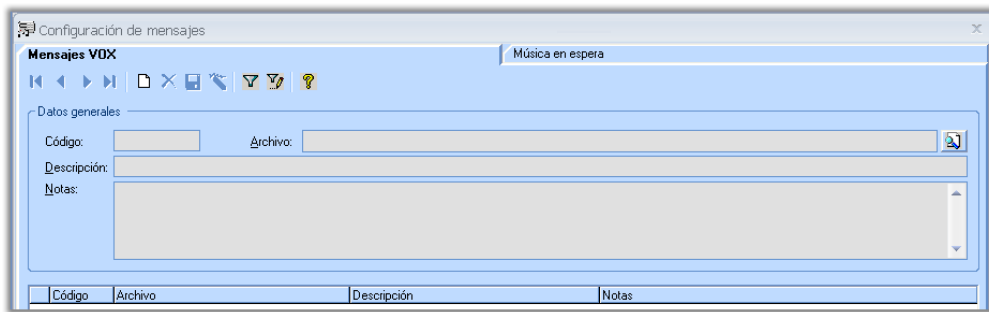 Configuración de mensajes
Mensajes VOX
Música en espera
Datos generales
Código:
Archivo:
Descripción:
Notas:
Código Archivo Descripción Notas